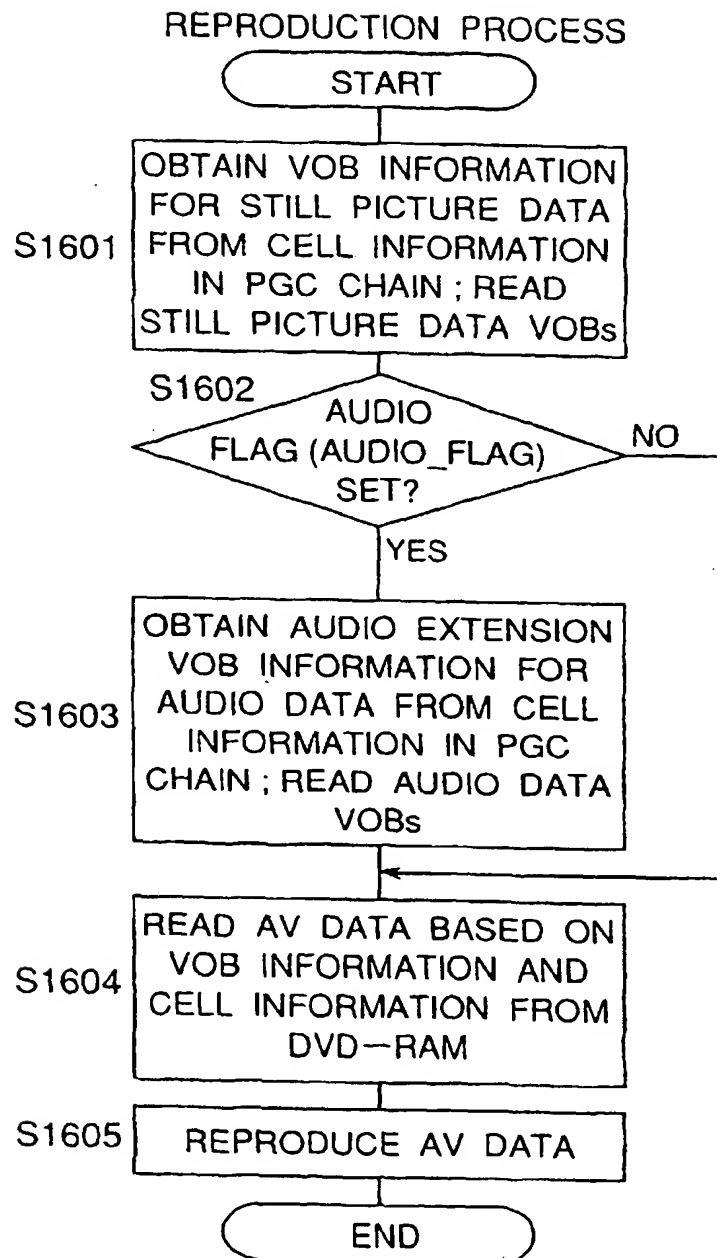 REPRODUCTION PROCESS
START
S1601
OBTAIN VOB INFORMATION
FOR STILL PICTURE DATA
FROM CELL INFORMATION
IN PGC CHAIN ; READ
STILL PICTURE DATA VOBs
S1602
AUDIO
FLAG (AUDIO_FLAG)
SET?
NO
YES
S1603
OBTAIN AUDIO EXTENSION
VOB INFORMATION FOR
AUDIO DATA FROM CELL
INFORMATION IN PGC
CHAIN ; READ AUDIO DATA
VOBs
S1604
READ AV DATA BASED ON
VOB INFORMATION AND
CELL INFORMATION FROM
DVD—RAM
S1605
REPRODUCE AV DATA
END